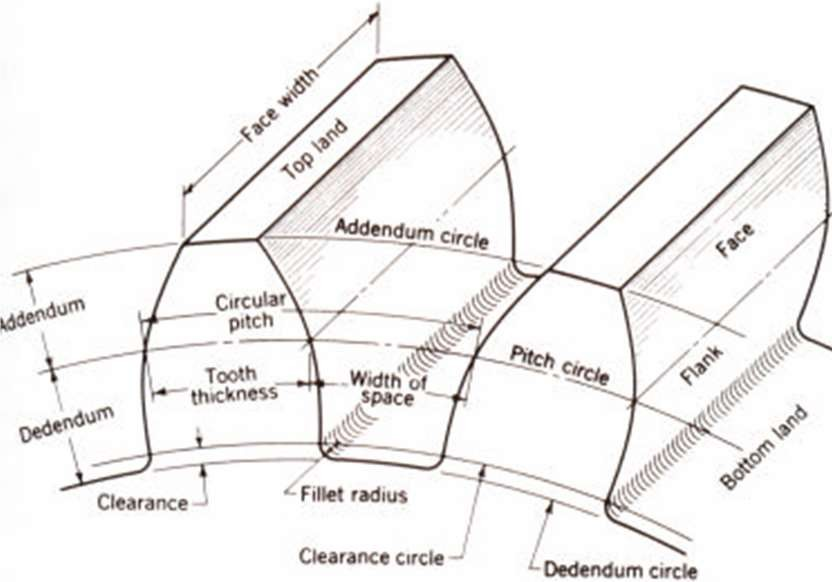 Face width
Top land
Addendum circle
Face
Addendum
Circular
pitch
Pitch circle
Flank
Tooth
thickness
Width of
space
Dedendum
Bottom land
Clearance
Fillet radius
Clearance circle
Dedendum circle